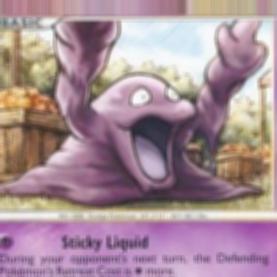 BASIC
Sticky Liquid
During your opponent's next turn, the Defending
Pokémon's Retreat Cost is more.